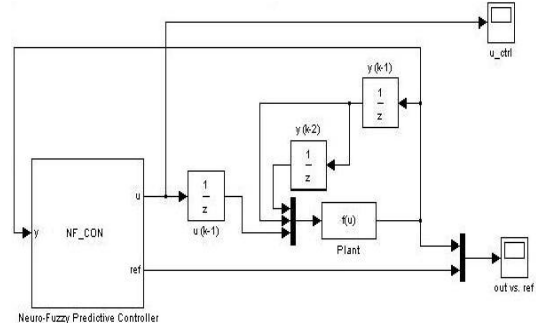 u_ctrl
y (k-1)
1
z
y (k-2)
1
z
u
1
z
u (k-1)
y
NF_CON
f(u)
Plant
ref
out vs. ref
Neuro-Fuzzy Predictive Controller